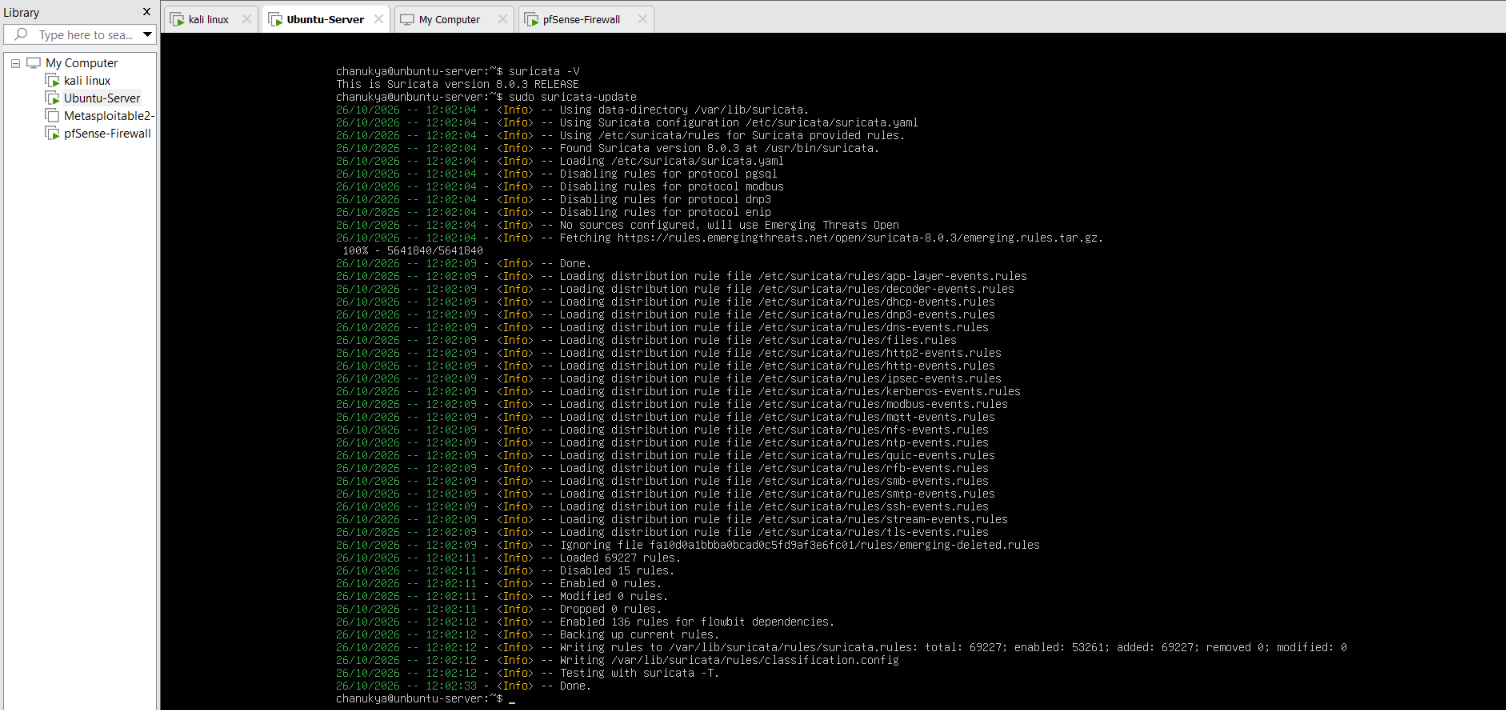 Library
kali linux
Ubuntu-Server
My Computer
pfSense-Firewall
Type here to sea...
My Computer
kali linux
Ubuntu-Server
Metasploitable2-
pfSense-Firewall
chanukya@unbuntu-server:~$ suricata -V
This is Suricata version 8.0.3 RELEASE
chanukya@unbuntu-server:~$ sudo suricata-update
26/10/2026 -- 12:02:04 - <Info> -- Using data-directory /var/lib/suricata.
26/10/2026 -- 12:02:04 - <Info> -- Using Suricata configuration /etc/suricata/suricata.yaml
26/10/2026 -- 12:02:04 - <Info> -- Using /etc/suricata/rules for Suricata provided rules.
26/10/2026 -- 12:02:04 - <Info> -- Found Suricata version 8.0.3 at /usr/bin/suricata.
26/10/2026 -- 12:02:04 - <Info> -- Loading /etc/suricata/suricata.yaml
26/10/2026 -- 12:02:04 - <Info> -- Disabling rules for protocol pgsql
26/10/2026 -- 12:02:04 - <Info> -- Disabling rules for protocol modbus
26/10/2026 -- 12:02:04 - <Info> -- Disabling rules for protocol dnp3
26/10/2026 -- 12:02:04 - <Info> -- Disabling rules for protocol enip
26/10/2026 -- 12:02:04 - <Info> -- No sources configured, will use Emerging Threats Open
26/10/2026 -- 12:02:04 - <Info> -- Fetching https://rules.emergingthreats.net/open/suricata-8.0.3/emerging.rules.tar.gz.
100% - 5641840/5641840
26/10/2026 -- 12:02:09 - <Info> -- Done.
26/10/2026 -- 12:02:09 - <Info> -- Loading distribution rule file /etc/suricata/rules/app-layer-events.rules
26/10/2026 -- 12:02:09 - <Info> -- Loading distribution rule file /etc/suricata/rules/decoder-events.rules
26/10/2026 -- 12:02:09 - <Info> -- Loading distribution rule file /etc/suricata/rules/dhcp-events.rules
26/10/2026 -- 12:02:09 - <Info> -- Loading distribution rule file /etc/suricata/rules/dnp3-events.rules
26/10/2026 -- 12:02:09 - <Info> -- Loading distribution rule file /etc/suricata/rules/dns-events.rules
26/10/2026 -- 12:02:09 - <Info> -- Loading distribution rule file /etc/suricata/rules/files.rules
26/10/2026 -- 12:02:09 - <Info> -- Loading distribution rule file /etc/suricata/rules/http2-events.rules
26/10/2026 -- 12:02:09 - <Info> -- Loading distribution rule file /etc/suricata/rules/http-events.rules
26/10/2026 -- 12:02:09 - <Info> -- Loading distribution rule file /etc/suricata/rules/ipsec-events.rules
26/10/2026 -- 12:02:09 - <Info> -- Loading distribution rule file /etc/suricata/rules/kerberos-events.rules
26/10/2026 -- 12:02:09 - <Info> -- Loading distribution rule file /etc/suricata/rules/modbus-events.rules
26/10/2026 -- 12:02:09 - <Info> -- Loading distribution rule file /etc/suricata/rules/mqtt-events.rules
26/10/2026 -- 12:02:09 - <Info> -- Loading distribution rule file /etc/suricata/rules/nfs-events.rules
26/10/2026 -- 12:02:09 - <Info> -- Loading distribution rule file /etc/suricata/rules/ntp-events.rules
26/10/2026 -- 12:02:09 - <Info> -- Loading distribution rule file /etc/suricata/rules/quic-events.rules
26/10/2026 -- 12:02:09 - <Info> -- Loading distribution rule file /etc/suricata/rules/rfb-events.rules
26/10/2026 -- 12:02:09 - <Info> -- Loading distribution rule file /etc/suricata/rules/smb-events.rules
26/10/2026 -- 12:02:09 - <Info> -- Loading distribution rule file /etc/suricata/rules/smtp-events.rules
26/10/2026 -- 12:02:09 - <Info> -- Loading distribution rule file /etc/suricata/rules/ssh-events.rules
26/10/2026 -- 12:02:09 - <Info> -- Loading distribution rule file /etc/suricata/rules/stream-events.rules
26/10/2026 -- 12:02:09 - <Info> -- Loading distribution rule file /etc/suricata/rules/tls-events.rules
26/10/2026 -- 12:02:09 - <Info> -- Ignoring file fa10d0a1bbba0bcad0c5fd9af3e6fc01/rules/emerging-deleted.rules
26/10/2026 -- 12:02:11 - <Info> -- Loaded 69227 rules.
26/10/2026 -- 12:02:11 - <Info> -- Disabled 15 rules.
26/10/2026 -- 12:02:11 - <Info> -- Enabled 0 rules.
26/10/2026 -- 12:02:11 - <Info> -- Modified 0 rules.
26/10/2026 -- 12:02:11 - <Info> -- Dropped 0 rules.
26/10/2026 -- 12:02:12 - <Info> -- Enabled 136 rules for flowbit dependencies.
26/10/2026 -- 12:02:12 - <Info> -- Backing up current rules.
26/10/2026 -- 12:02:12 - <Info> -- Writing rules to /var/lib/suricata/rules/suricata.rules: total: 69227; enabled: 53261; added: 69227; removed 0; modified: 0
26/10/2026 -- 12:02:12 - <Info> -- Writing /var/lib/suricata/rules/classification.config
26/10/2026 -- 12:02:12 - <Info> -- Testing with suricata -T.
26/10/2026 -- 12:02:33 - <Info> -- Done.
chanukya@unbuntu-server:~$ _